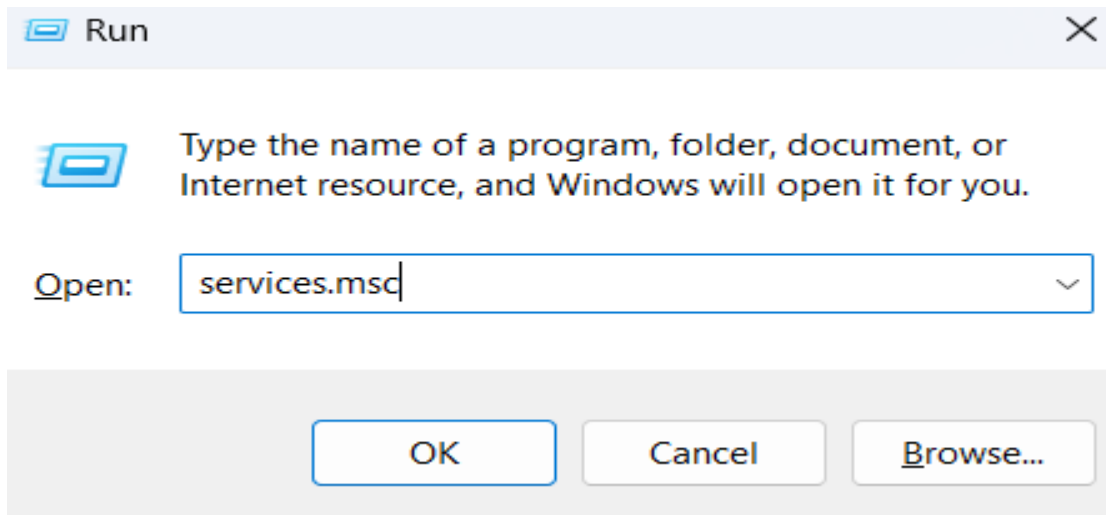 Run
Type the name of a program, folder, document, or
Internet resource, and Windows will open it for you.
Open:
services.msc
OK
Cancel
Browse...